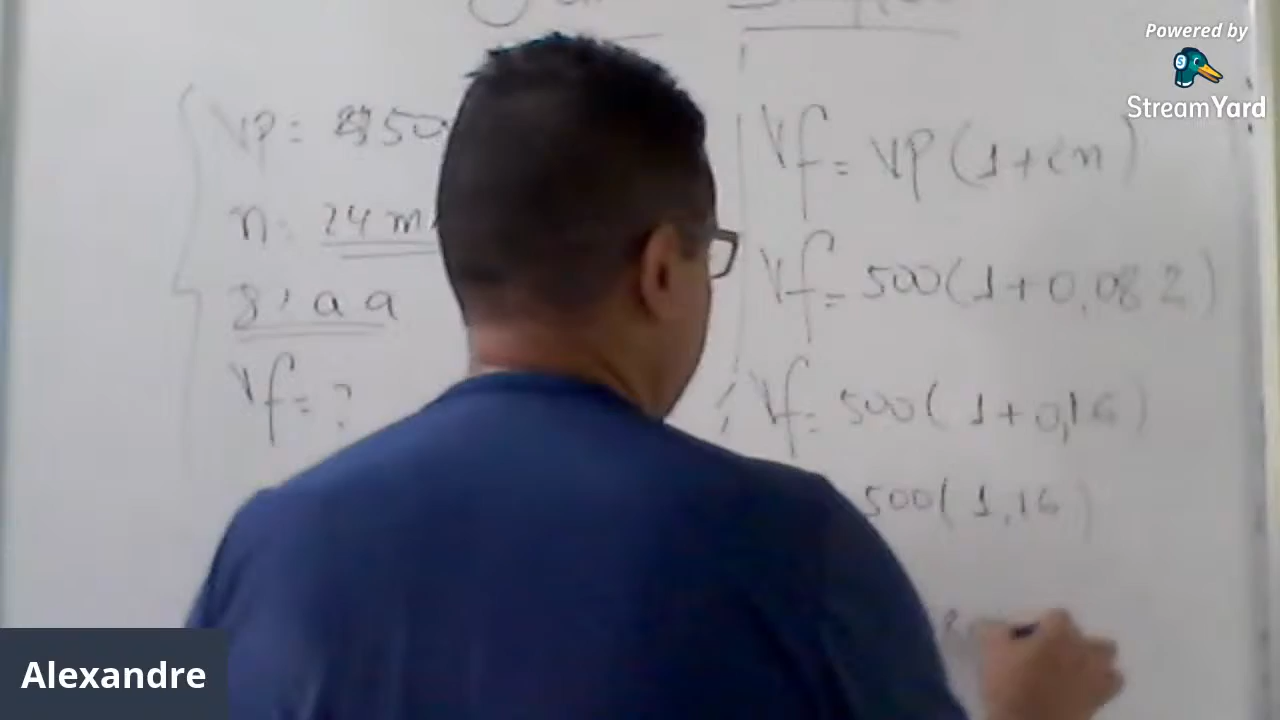 VP = 500
n: 24 m
8% a a
Vf = ?
Vf = VP (1 + in)
Vf = 500 (1 + 0,08 2)
Vf = 500 ( 1 + 0,16 )
500 ( 1,16 )
Powered by
StreamYard
Alexandre